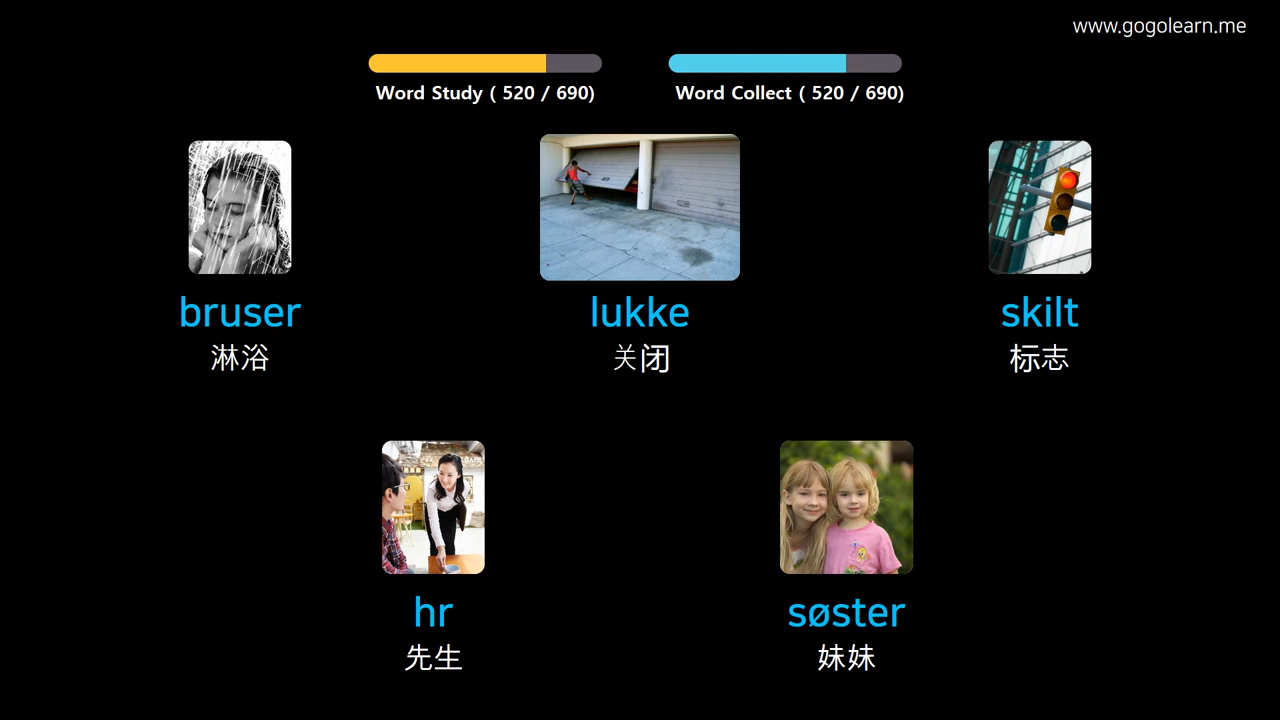 www.gogolearn.me
Word Study ( 520 / 690)
Word Collect ( 520 / 690)
bruser
淋浴
lukke
关闭
skilt
标志
hr
先生
søster
妹妹